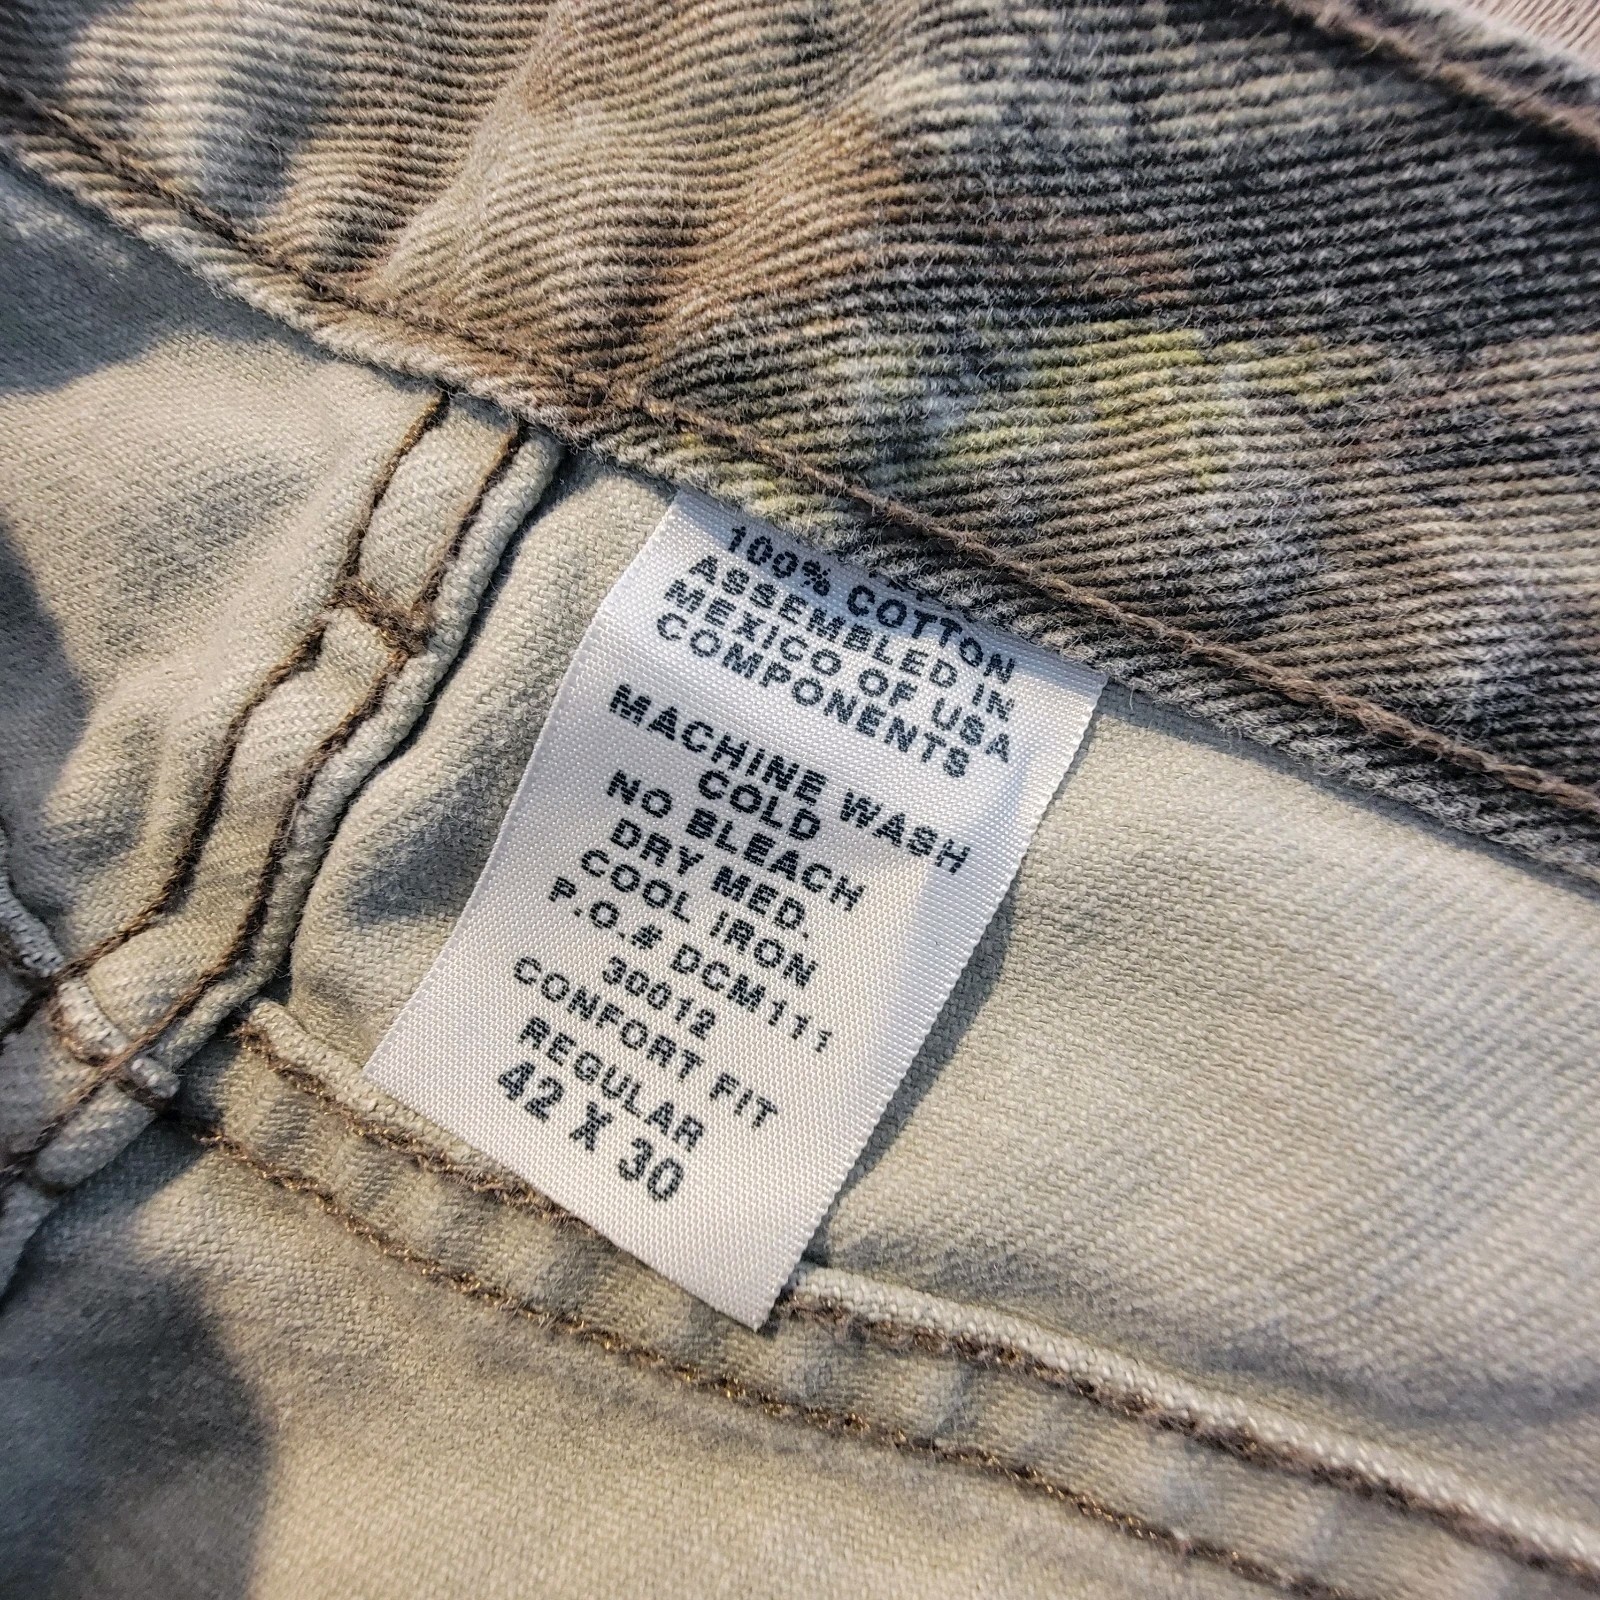 100% COTTON
ASSEMBLED IN
MEXICO OF USA
COMPONENTS
MACHINE WASH
COLD
NO BLEACH
DRY MED.
COOL IRON
P.O.# DCM111
30012
CONFORT FIT
REGULAR
42 X 30